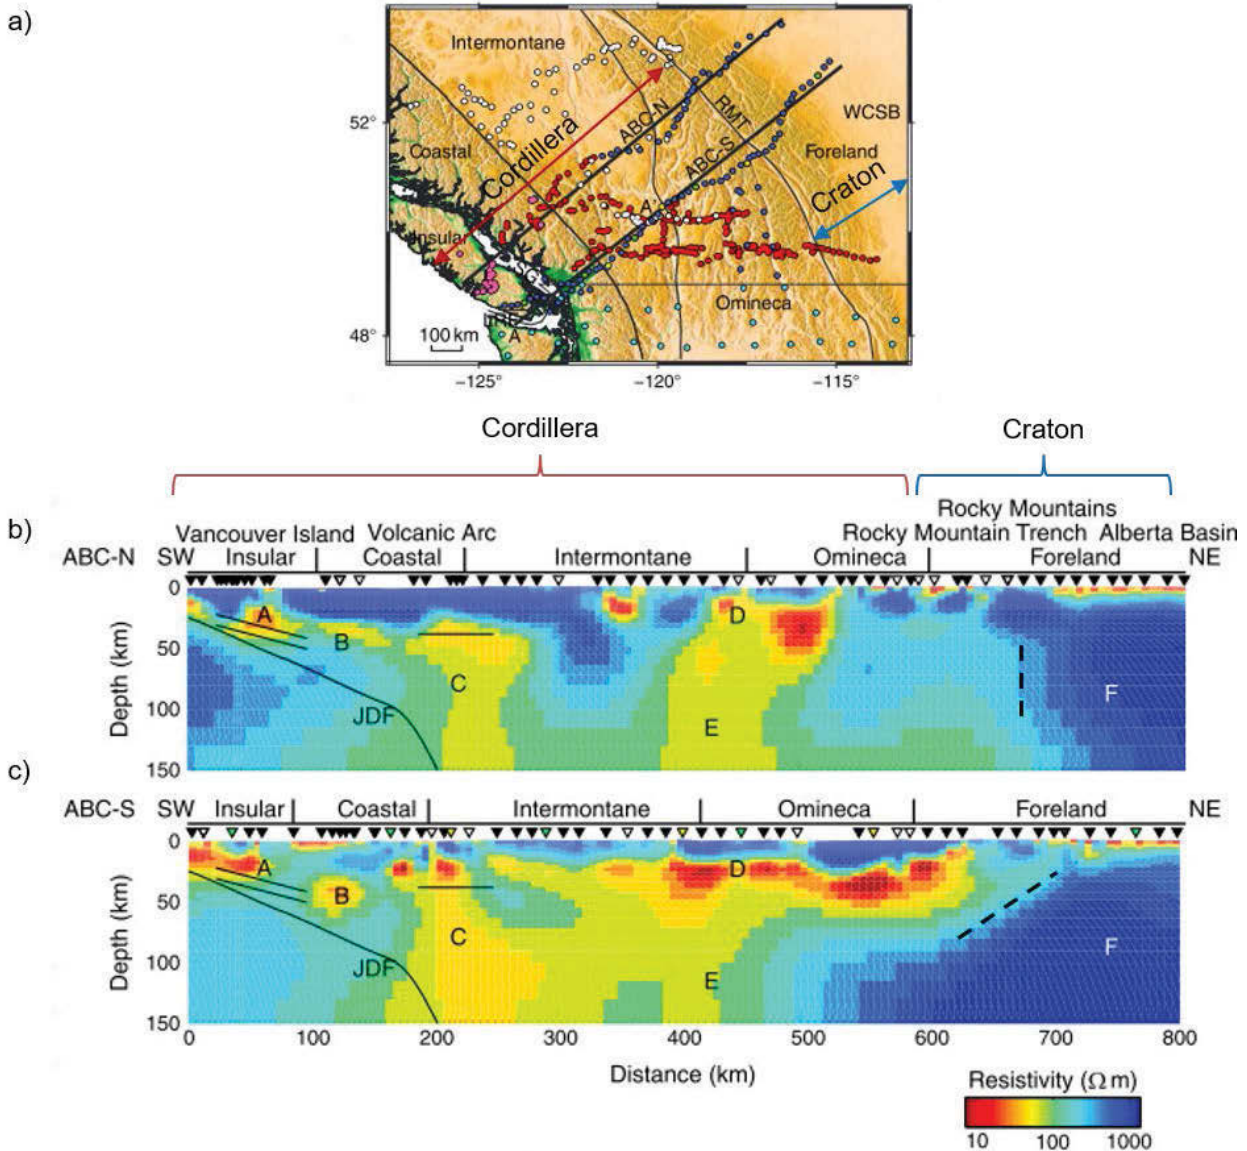 a)
Intermontane
52°
Coastal
Cordillera
ABC-N
RMT
ABC-S
WCSB
Foreland
Craton
A'
Insular
SG
Omineca
A
48°
100 km
−125°
−120°
−115°
Cordillera
Craton
b)
Rocky Mountains
Vancouver Island Volcanic Arc Rocky Mountain Trench Alberta Basin
ABC-N SW Insular Coastal Intermontane Omineca Foreland NE
0
50
100
150
Depth (km)
A
B
C
D
E
F
JDF
c)
ABC-S SW Insular Coastal Intermontane Omineca Foreland NE
0
50
100
150
Depth (km)
A
B
C
D
E
F
JDF
0 100 200 300 400 500 600 700 800
Distance (km)
Resistivity (Ω m)
10 100 1000